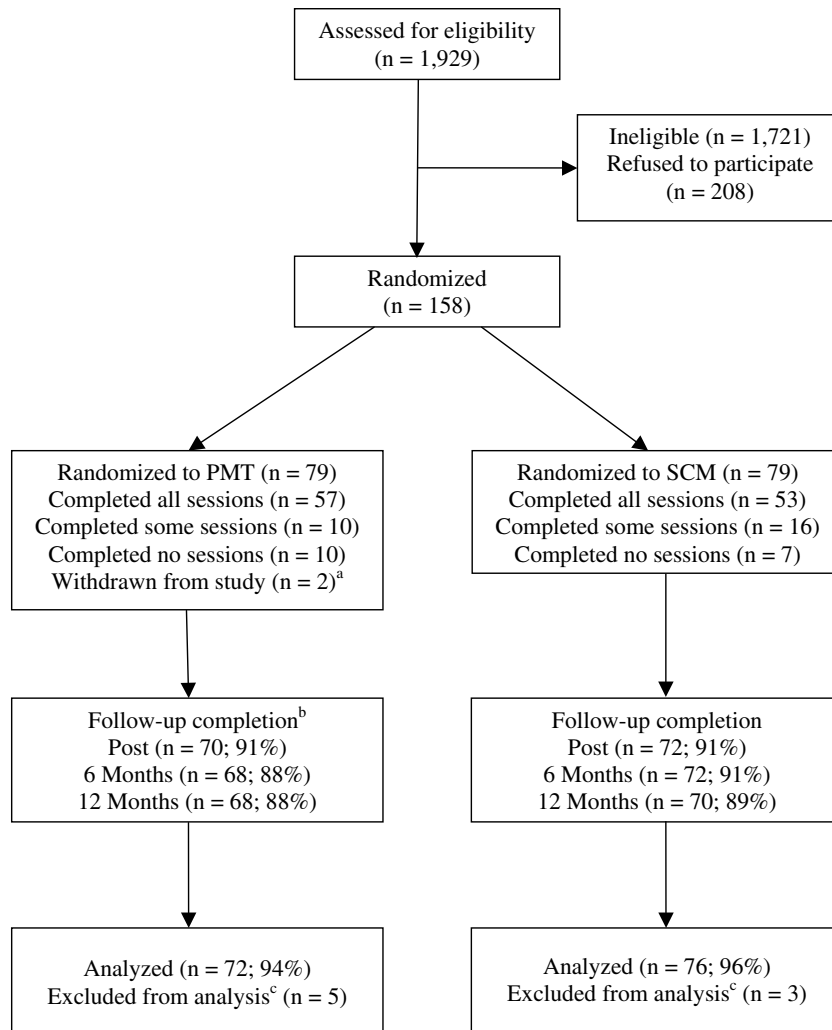 Assessed for eligibility
(n = 1,929)
Ineligible (n = 1,721)
Refused to participate
(n = 208)
Randomized
(n = 158)
Randomized to PMT (n = 79)
Completed all sessions (n = 57)
Completed some sessions (n = 10)
Completed no sessions (n = 10)
Withdrawn from study (n = 2)a
Randomized to SCM (n = 79)
Completed all sessions (n = 53)
Completed some sessions (n = 16)
Completed no sessions (n = 7)
Follow-up completionb
Post (n = 70; 91%)
6 Months (n = 68; 88%)
12 Months (n = 68; 88%)
Follow-up completion
Post (n = 72; 91%)
6 Months (n = 72; 91%)
12 Months (n = 70; 89%)
Analyzed (n = 72; 94%)
Excluded from analysisc (n = 5)
Analyzed (n = 76; 96%)
Excluded from analysisc (n = 3)